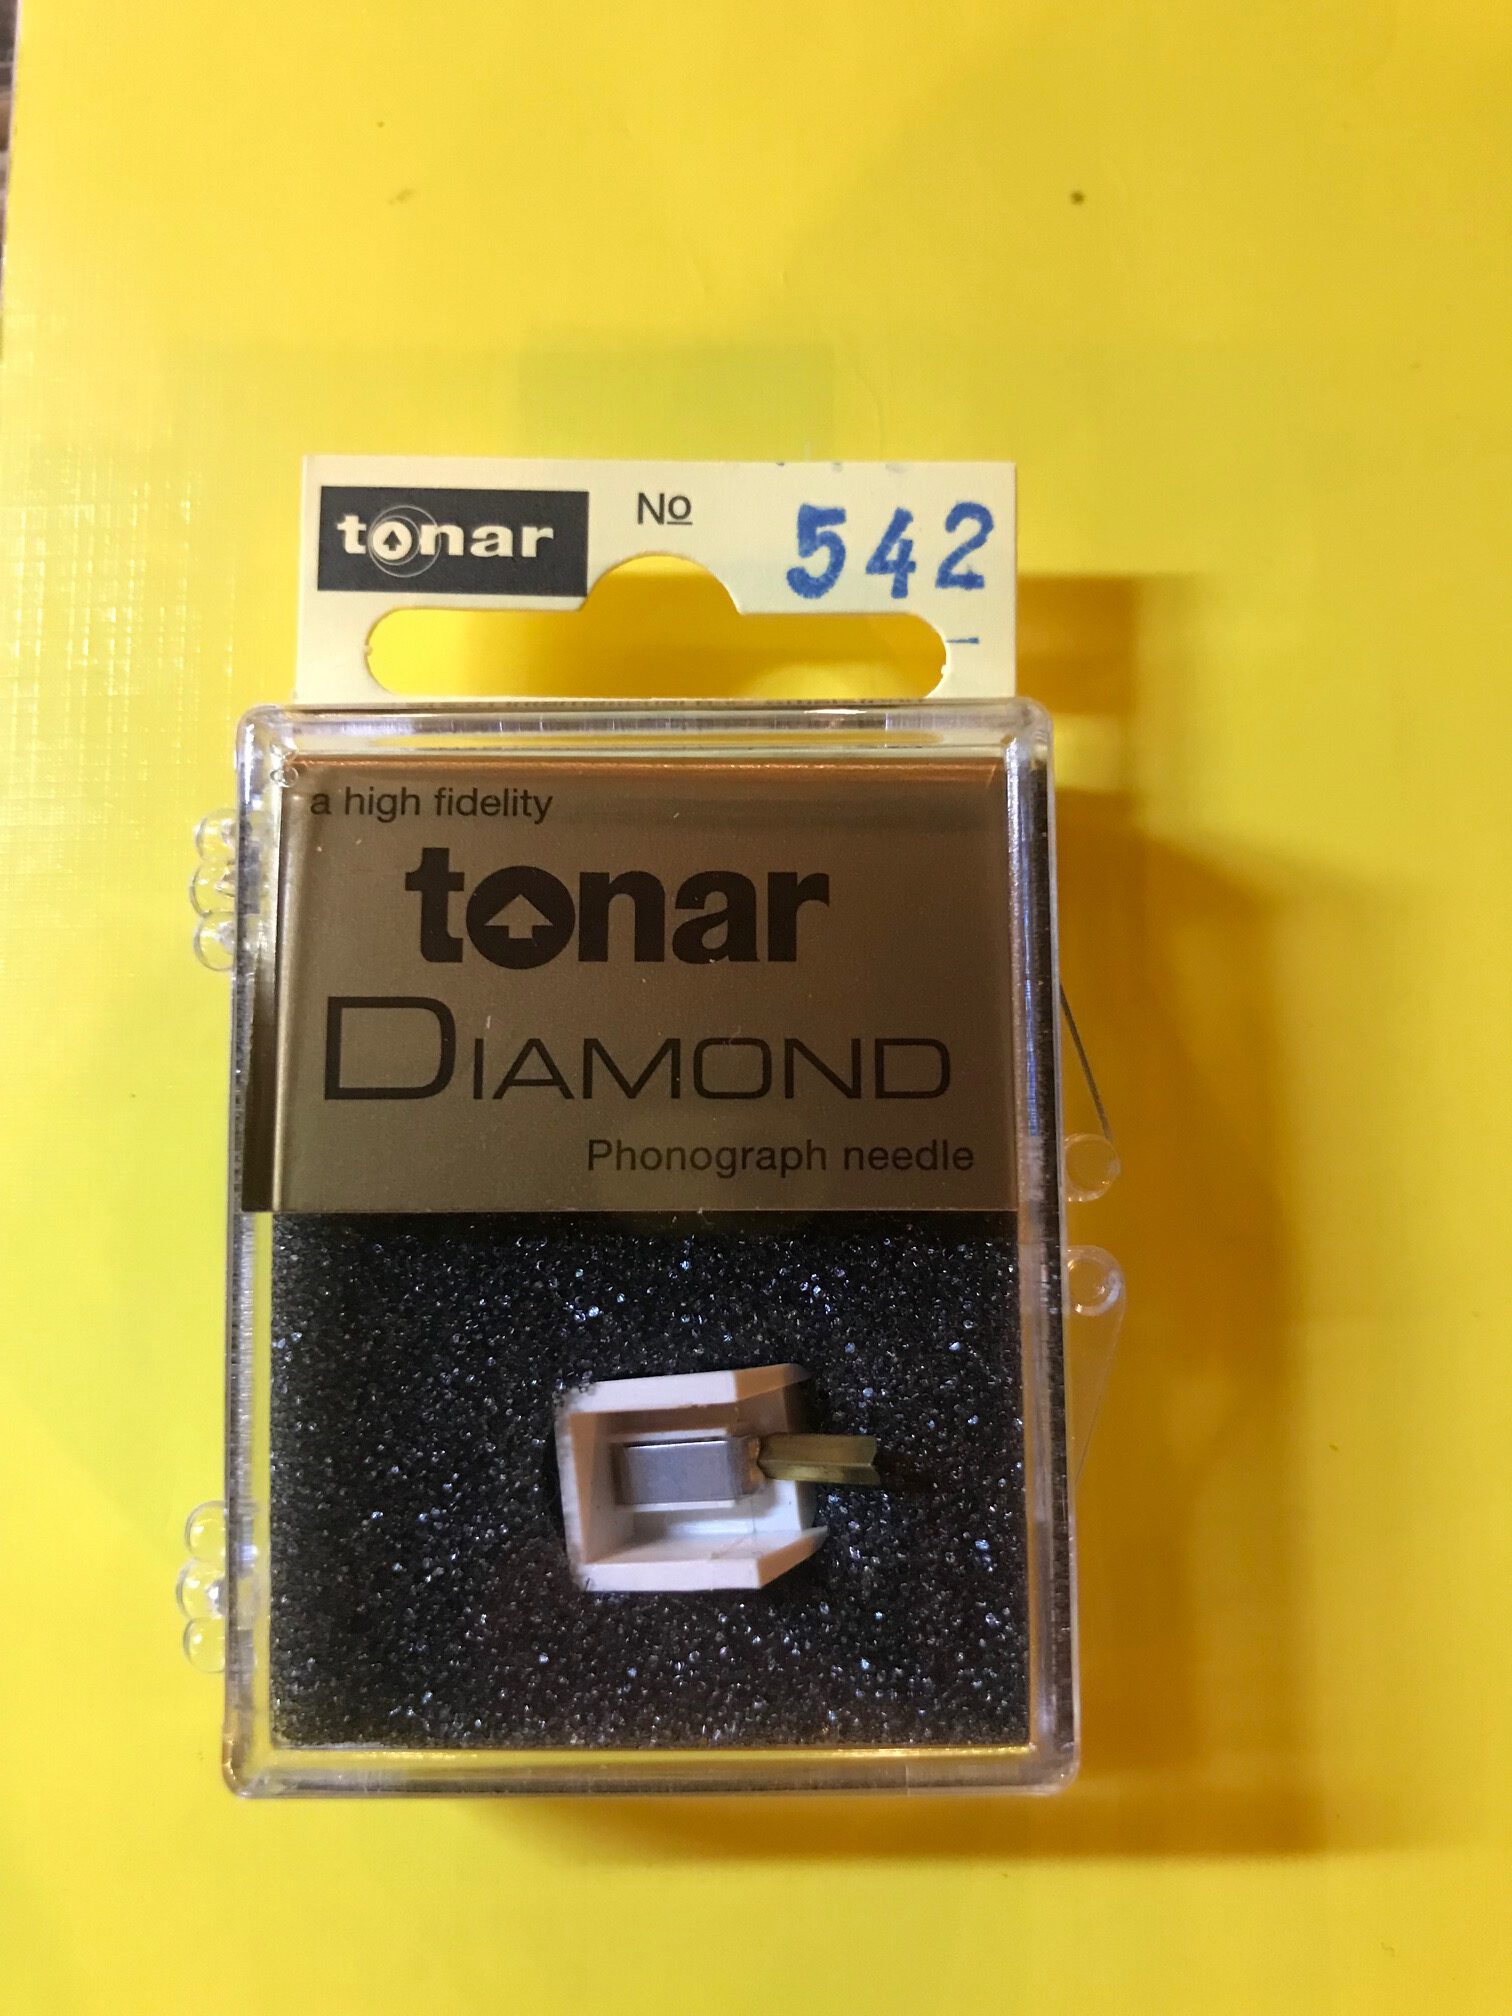 tonar
No 542
a high fidelity
tonar
DIAMOND
Phonograph needle